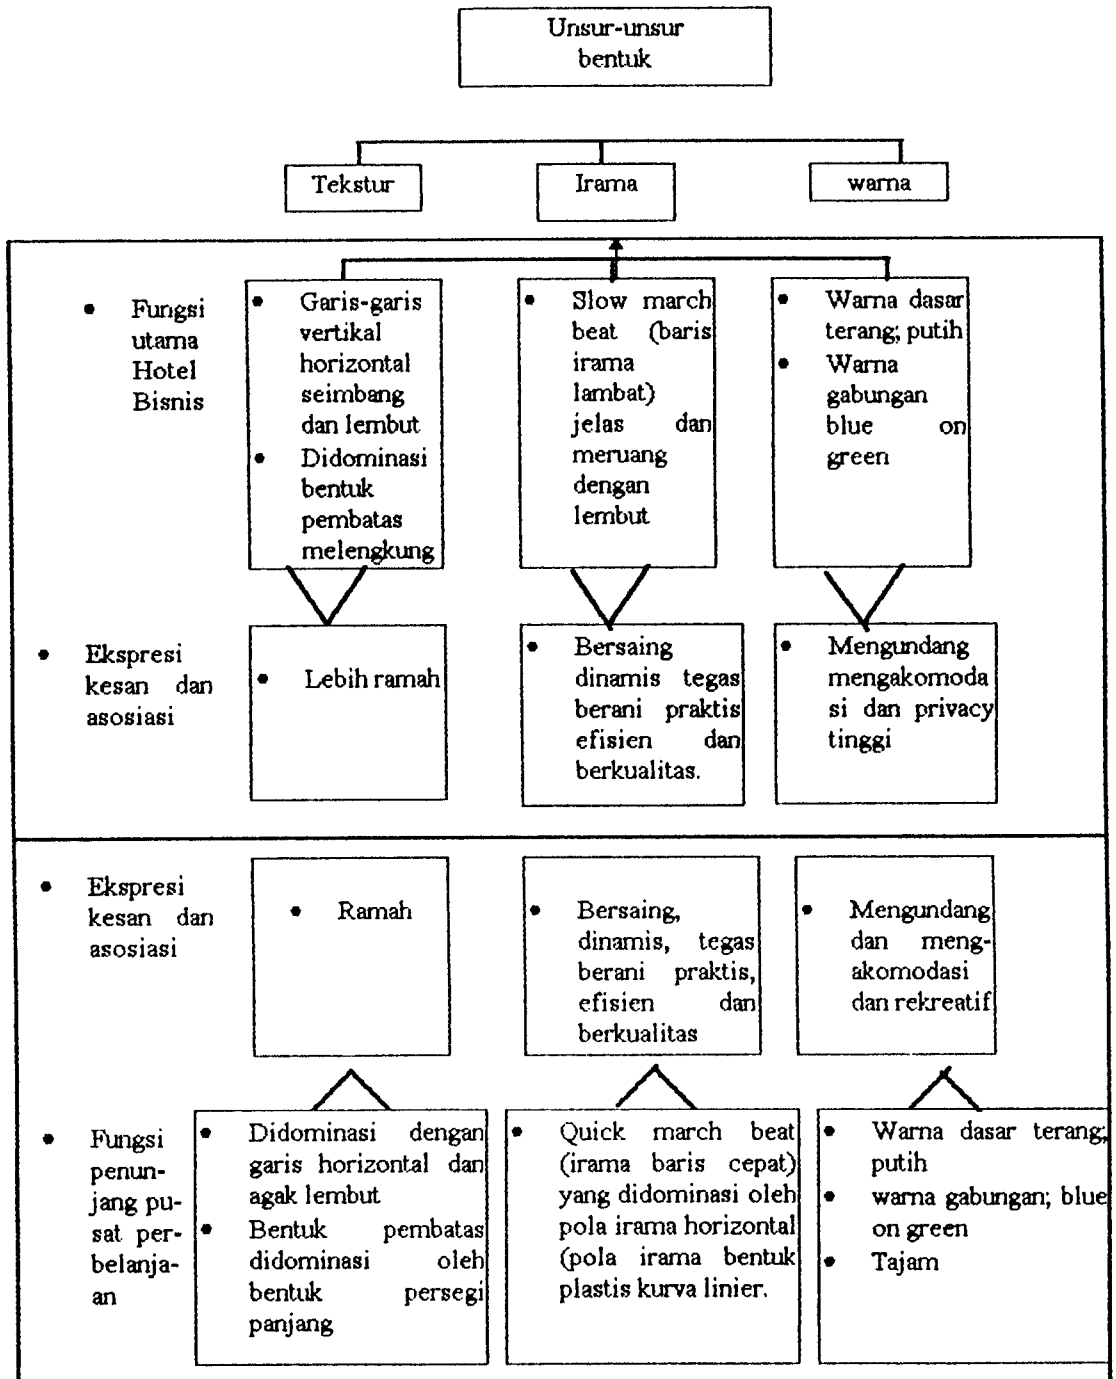 Unsur-unsur
bentuk
Tekstur
Irama
warna
• Fungsi
utama
Hotel
Bisnis
• Garis-garis
vertikal
horizontal
seimbang
dan lembut
• Didominasi
bentuk
pembatas
melengkung
• Slow march
beat (baris
irama
lambat)
jelas dan
meruang
dengan
lembut
• Warna dasar
terang; putih
• Warna
gabungan
blue on
green
• Ekspresi
kesan dan
asosiasi
• Lebih ramah
• Bersaing
dinamis tegas
berani praktis
efisien dan
berkualitas.
• Mengundang
mengakomoda
si dan privacy
tinggi
• Ekspresi
kesan dan
asosiasi
• Ramah
• Bersaing,
dinamis, tegas
berani praktis,
efisien dan
berkualitas
• Mengundang
dan meng-
akomodasi
dan rekreatif
• Fungsi
penun-
jang pu-
sat per-
belanja-
an
• Didominasi dengan
garis horizontal dan
agak lembut
• Bentuk pembatas
didominasi oleh
bentuk persegi
panjang
• Quick march beat
(irama baris cepat)
yang didominasi oleh
pola irama horizontal
(pola irama bentuk
plastis kurva linier.
• Warna dasar terang;
putih
• warna gabungan; blue
on green
• Tajam